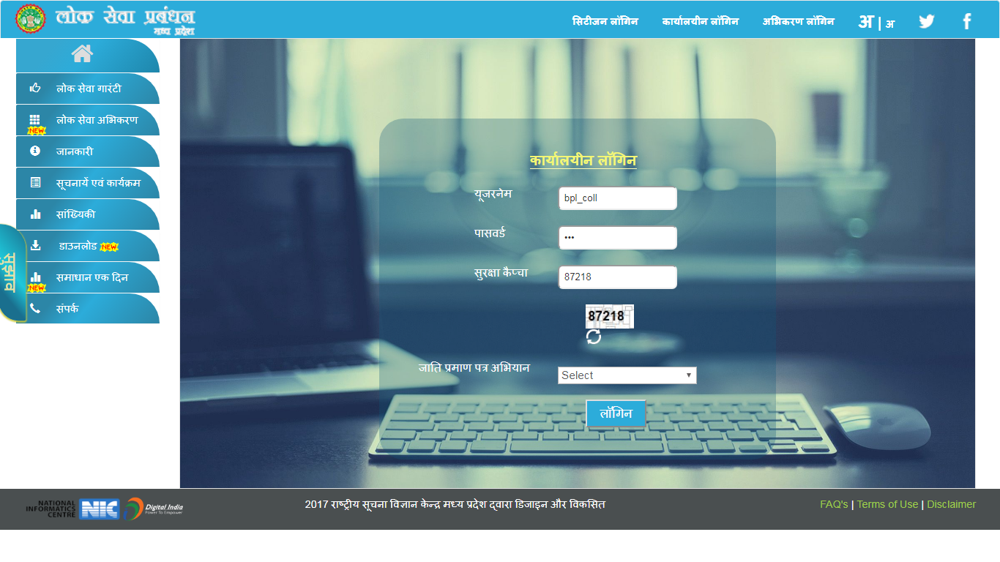 लोक सेवा प्रबंधन
मध्य प्रदेश
सिटीजन लॉगिन कार्यालयीन लॉगिन अभिकरण लॉगिन अ | अ
लोक सेवा गारंटी
लोक सेवा अभिकरण
NEW
जानकारी
सूचनायें एवं कार्यक्रम
सांख्यिकी
डाउनलोड NEW
समाधान एक दिन
NEW
संपर्क
सुझाव
कार्यालयीन लॉगिन
यूजरनेम bpl_coll
पासवर्ड •••
सुरक्षा कैप्चा 87218
87218
जाति प्रमाण पत्र अभियान Select
लॉगिन
NATIONAL
INFORMATICS
CENTRE
NIC
Digital India
Power To Empower
2017 राष्ट्रीय सूचना विज्ञान केन्द्र मध्य प्रदेश द्वारा डिजाइन और विकसित
FAQ's | Terms of Use | Disclaimer